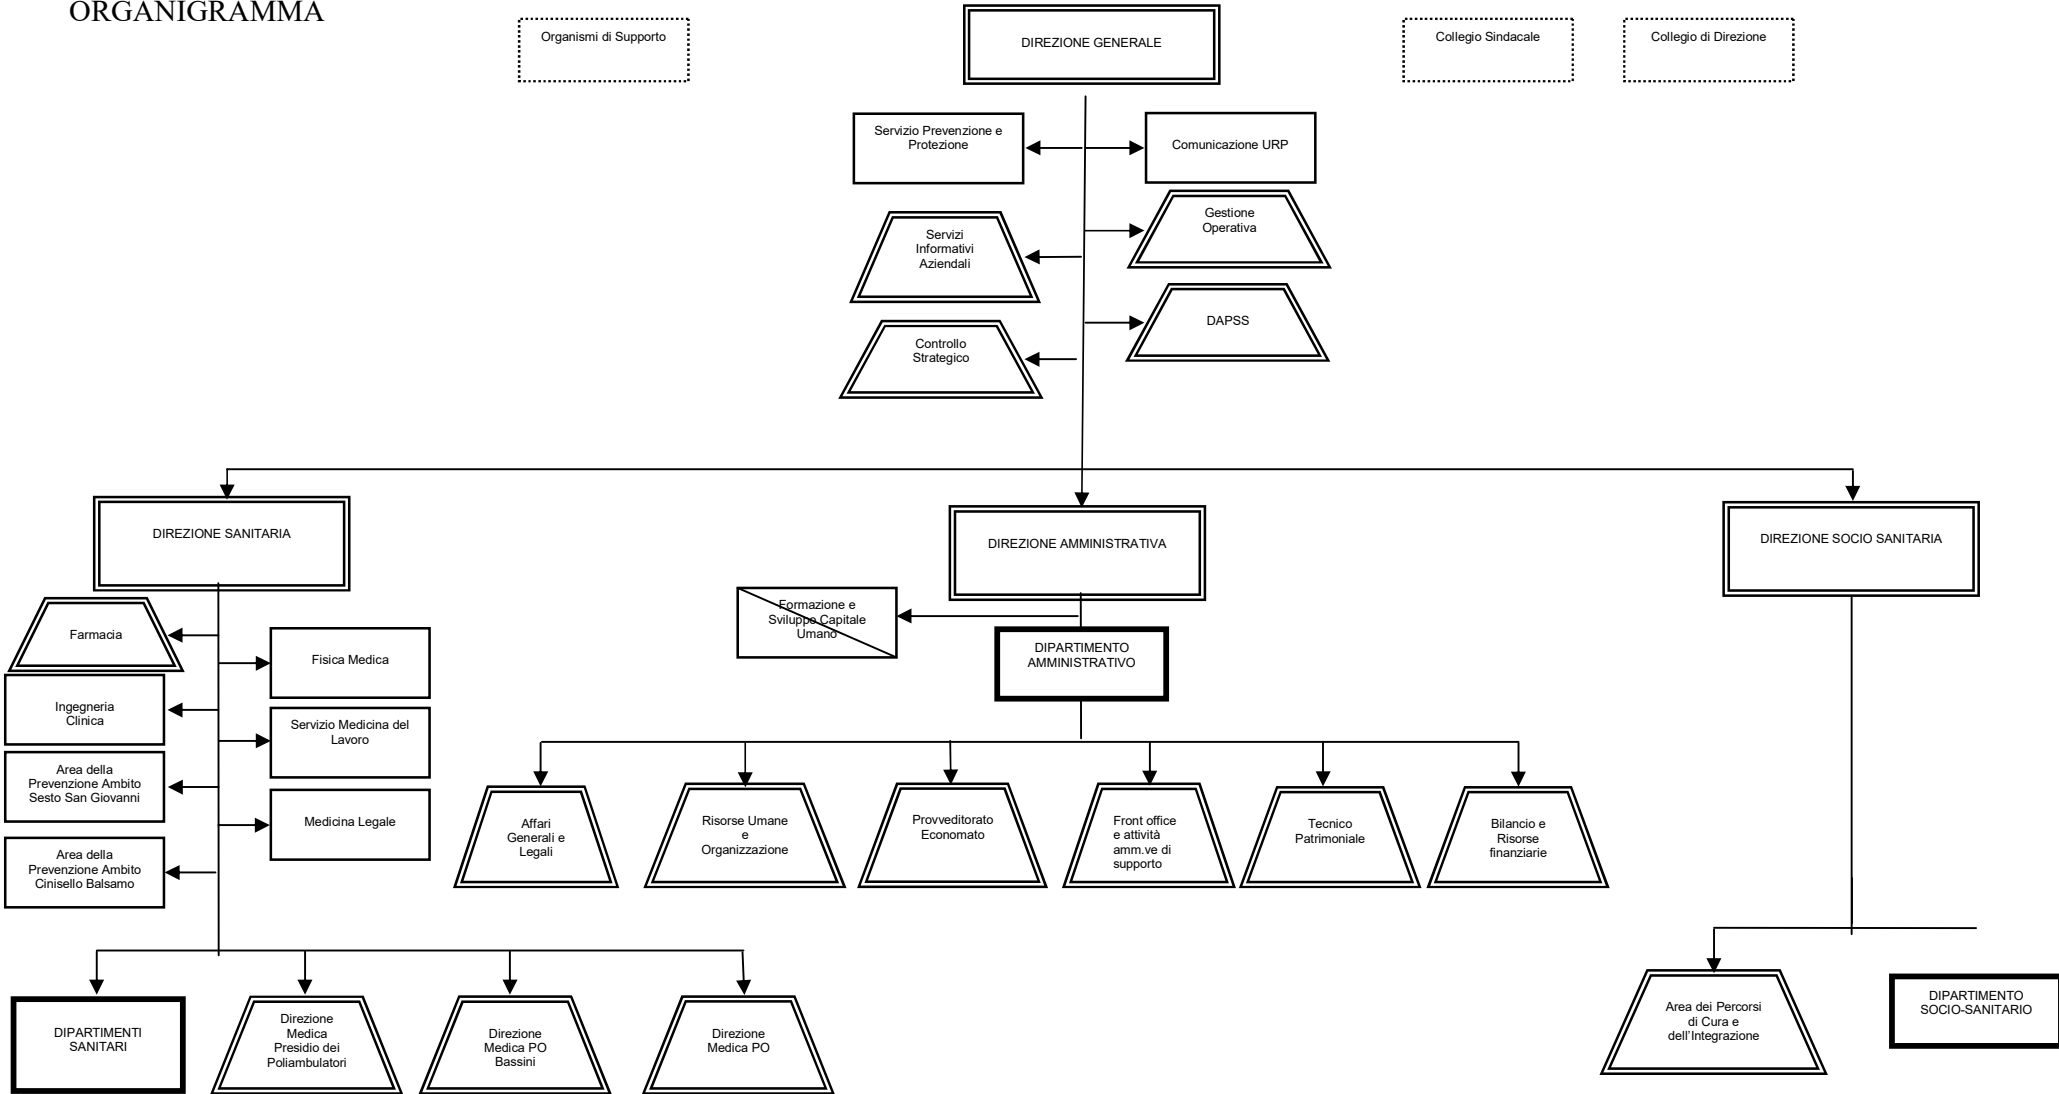 ORGANIGRAMMA
Organismi di Supporto
DIREZIONE GENERALE
Collegio Sindacale
Collegio di Direzione
Servizio Prevenzione e
Protezione
Comunicazione URP
Servizi
Informativi
Aziendali
Gestione
Operativa
Controllo
Strategico
DAPSS
DIREZIONE SANITARIA
DIREZIONE AMMINISTRATIVA
DIREZIONE SOCIO SANITARIA
Farmacia
Fisica Medica
Ingegneria
Clinica
Servizio Medicina del
Lavoro
Area della
Prevenzione Ambito
Sesto San Giovanni
Medicina Legale
Area della
Prevenzione Ambito
Cinisello Balsamo
Formazione e
Sviluppo Capitale
Umano
DIPARTIMENTO
AMMINISTRATIVO
Affari
Generali e
Legali
Risorse Umane
e
Organizzazione
Provveditorato
Economato
Front office
e attività
amm.ve di
supporto
Tecnico
Patrimoniale
Bilancio e
Risorse
finanziarie
DIPARTIMENTI
SANITARI
Direzione
Medica
Presidio dei
Poliambulatori
Direzione
Medica PO
Bassini
Direzione
Medica PO
Area dei Percorsi
di Cura e
dell'Integrazione
DIPARTIMENTO
SOCIO-SANITARIO